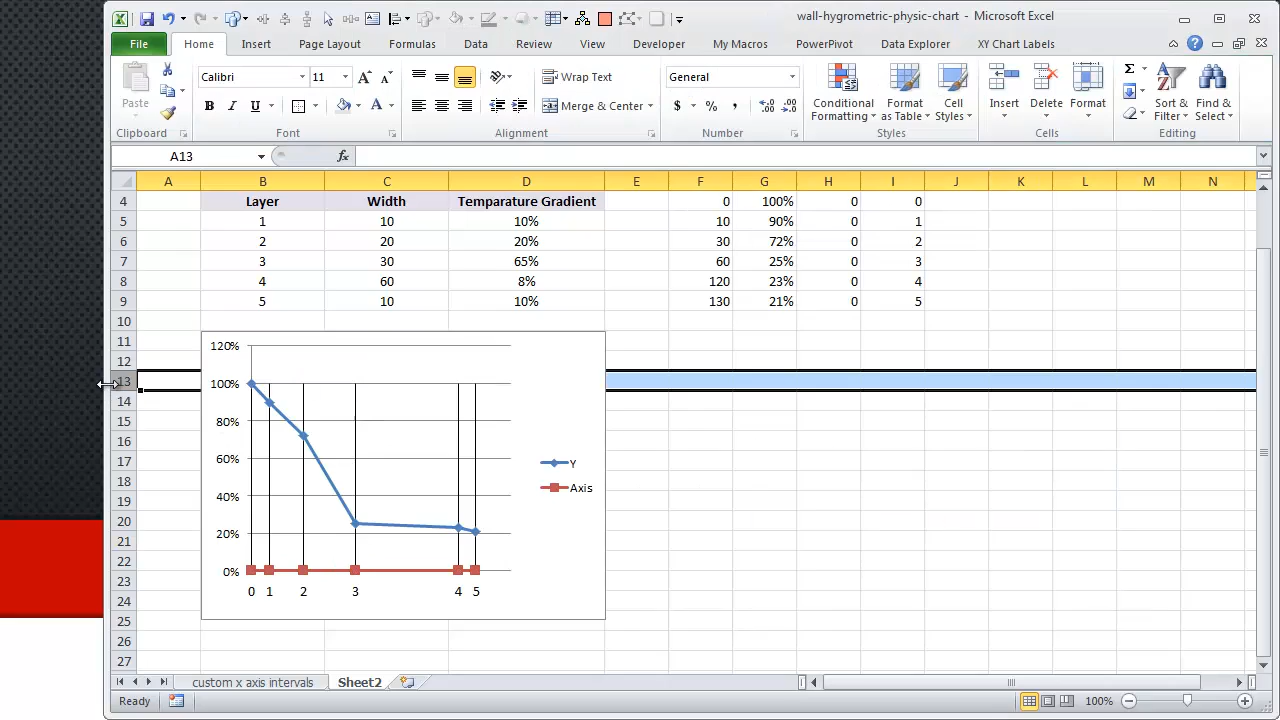 wall-hygrometric-physic-chart - Microsoft Excel
File Home Insert Page Layout Formulas Data Review View Developer My Macros PowerPivot Data Explorer XY Chart Labels
Paste
Calibri 11
B I U A
Wrap Text
Merge & Center
General
$ % ,
Conditional Formatting
Format as Table
Cell Styles
Insert Delete Format
Σ
Sort & Filter
Find & Select
Clipboard Font Alignment Number Styles Cells Editing
A13 fx
A B C D E F G H I J K L M N
4 Layer Width Temparature Gradient 0 100% 0 0
5 1 10 10% 10 90% 0 1
6 2 20 20% 30 72% 0 2
7 3 30 65% 60 25% 0 3
8 4 60 8% 120 23% 0 4
9 5 10 10% 130 21% 0 5
10
11
12
13
14
15
16
17
18
19
20
21
22
23
24
25
26
27
120%
100%
80%
60%
40%
20%
0%
0 1 2 3 4 5
Y
Axis
custom x axis intervals Sheet2
Ready 100%